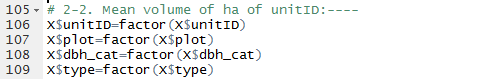 105 # 2-2. Mean volume of ha of unitID:----
106 X$unitID=factor(X$unitID)
107 X$plot=factor(X$plot)
108 X$dbh_cat=factor(X$dbh_cat)
109 X$type=factor(X$type)